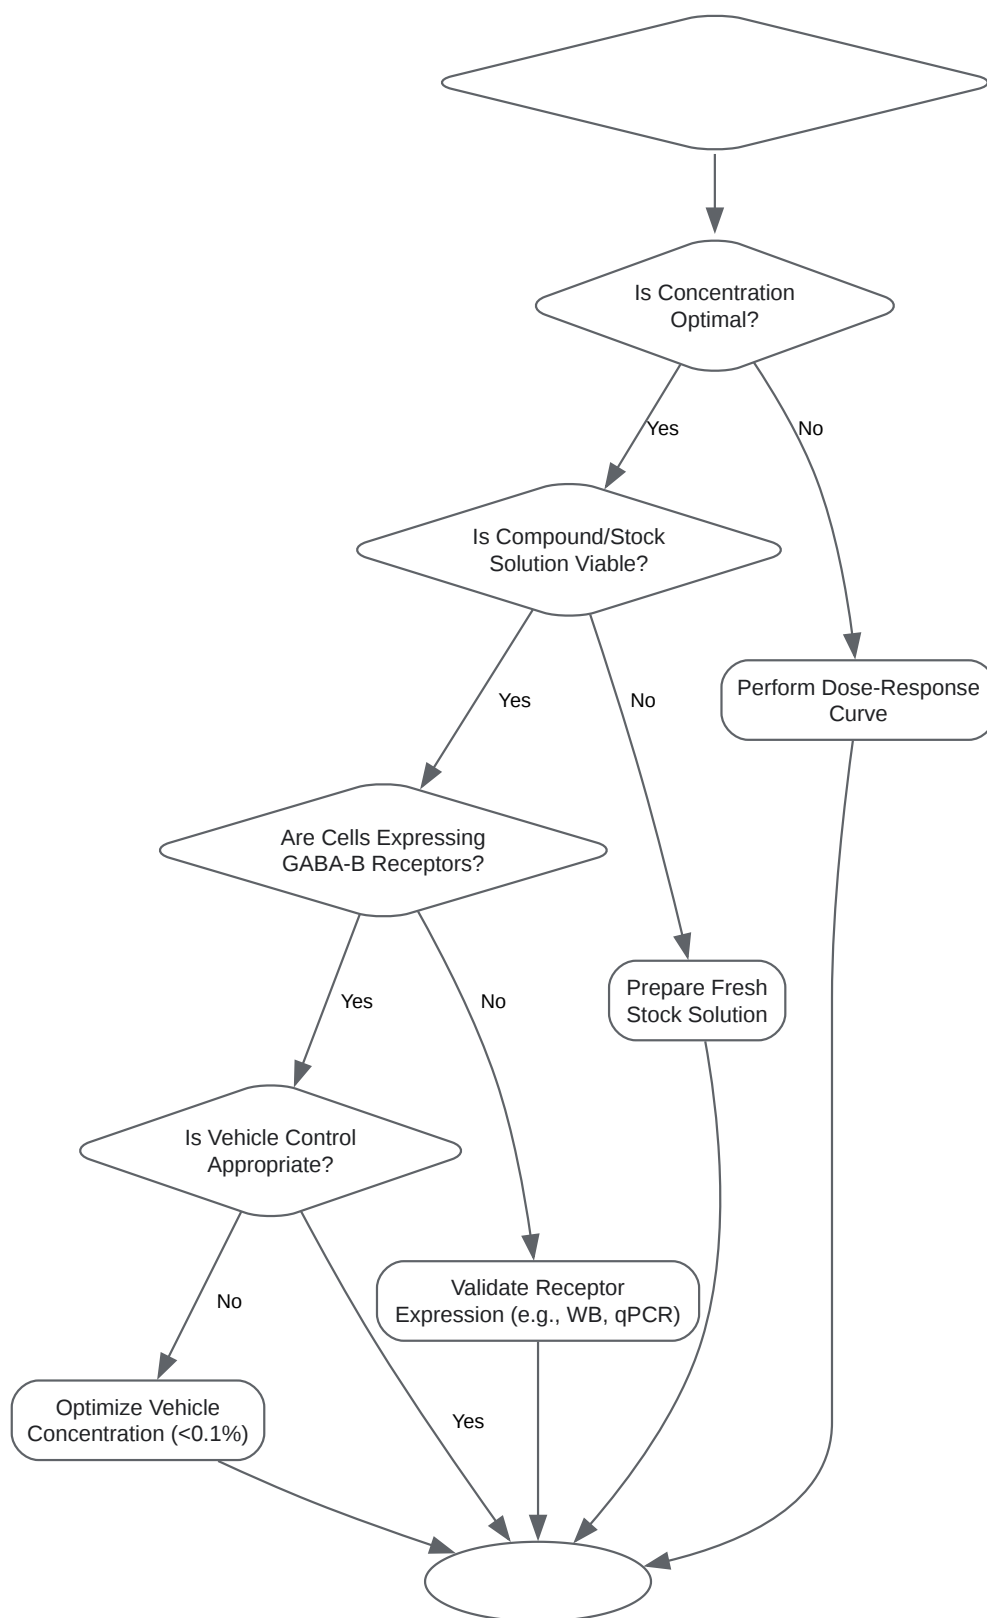 Is Concentration
Optimal?
Yes
No
Is Compound/Stock
Solution Viable?
Perform Dose-Response
Curve
Yes
No
Are Cells Expressing
GABA-B Receptors?
Prepare Fresh
Stock Solution
Yes
No
Is Vehicle Control
Appropriate?
Validate Receptor
Expression (e.g., WB, qPCR)
No
Yes
Optimize Vehicle
Concentration (<0.1%)